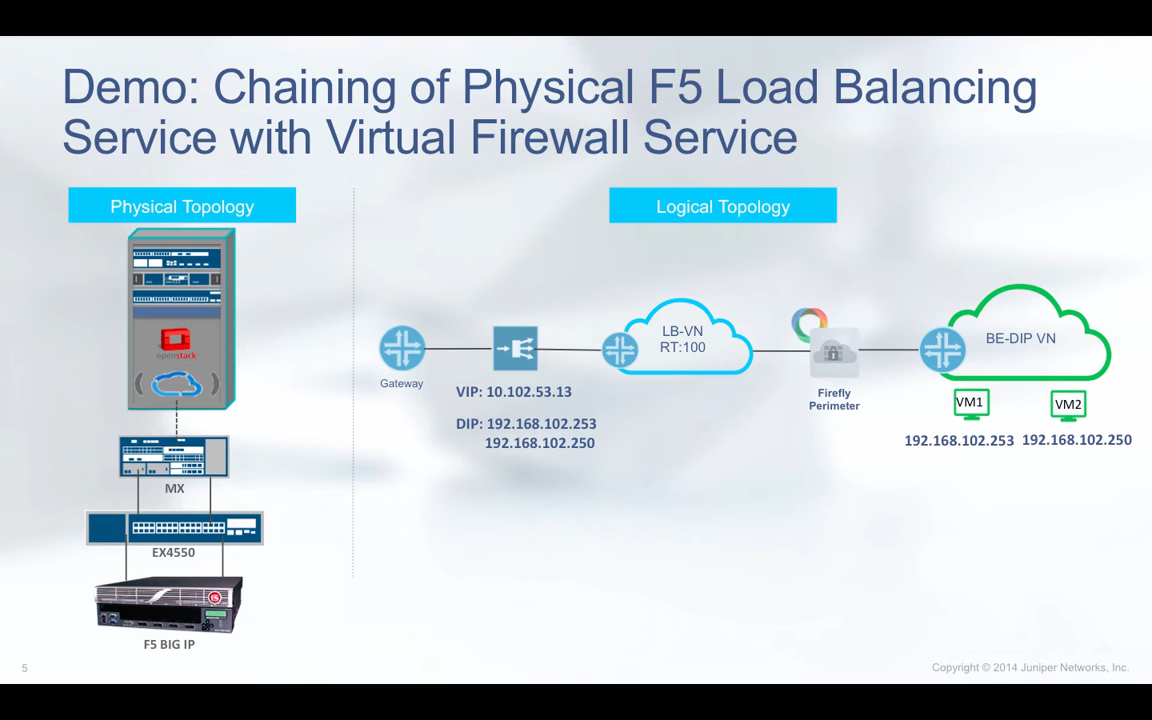 Demo: Chaining of Physical F5 Load Balancing
Service with Virtual Firewall Service
Physical Topology
openstack
MX
EX4550
F5
F5 BIG IP
Logical Topology
Gateway
VIP: 10.102.53.13
DIP: 192.168.102.253
192.168.102.250
LB-VN
RT:100
Firefly
Perimeter
BE-DIP VN
VM1
VM2
192.168.102.253
192.168.102.250
5
Copyright © 2014 Juniper Networks, Inc.